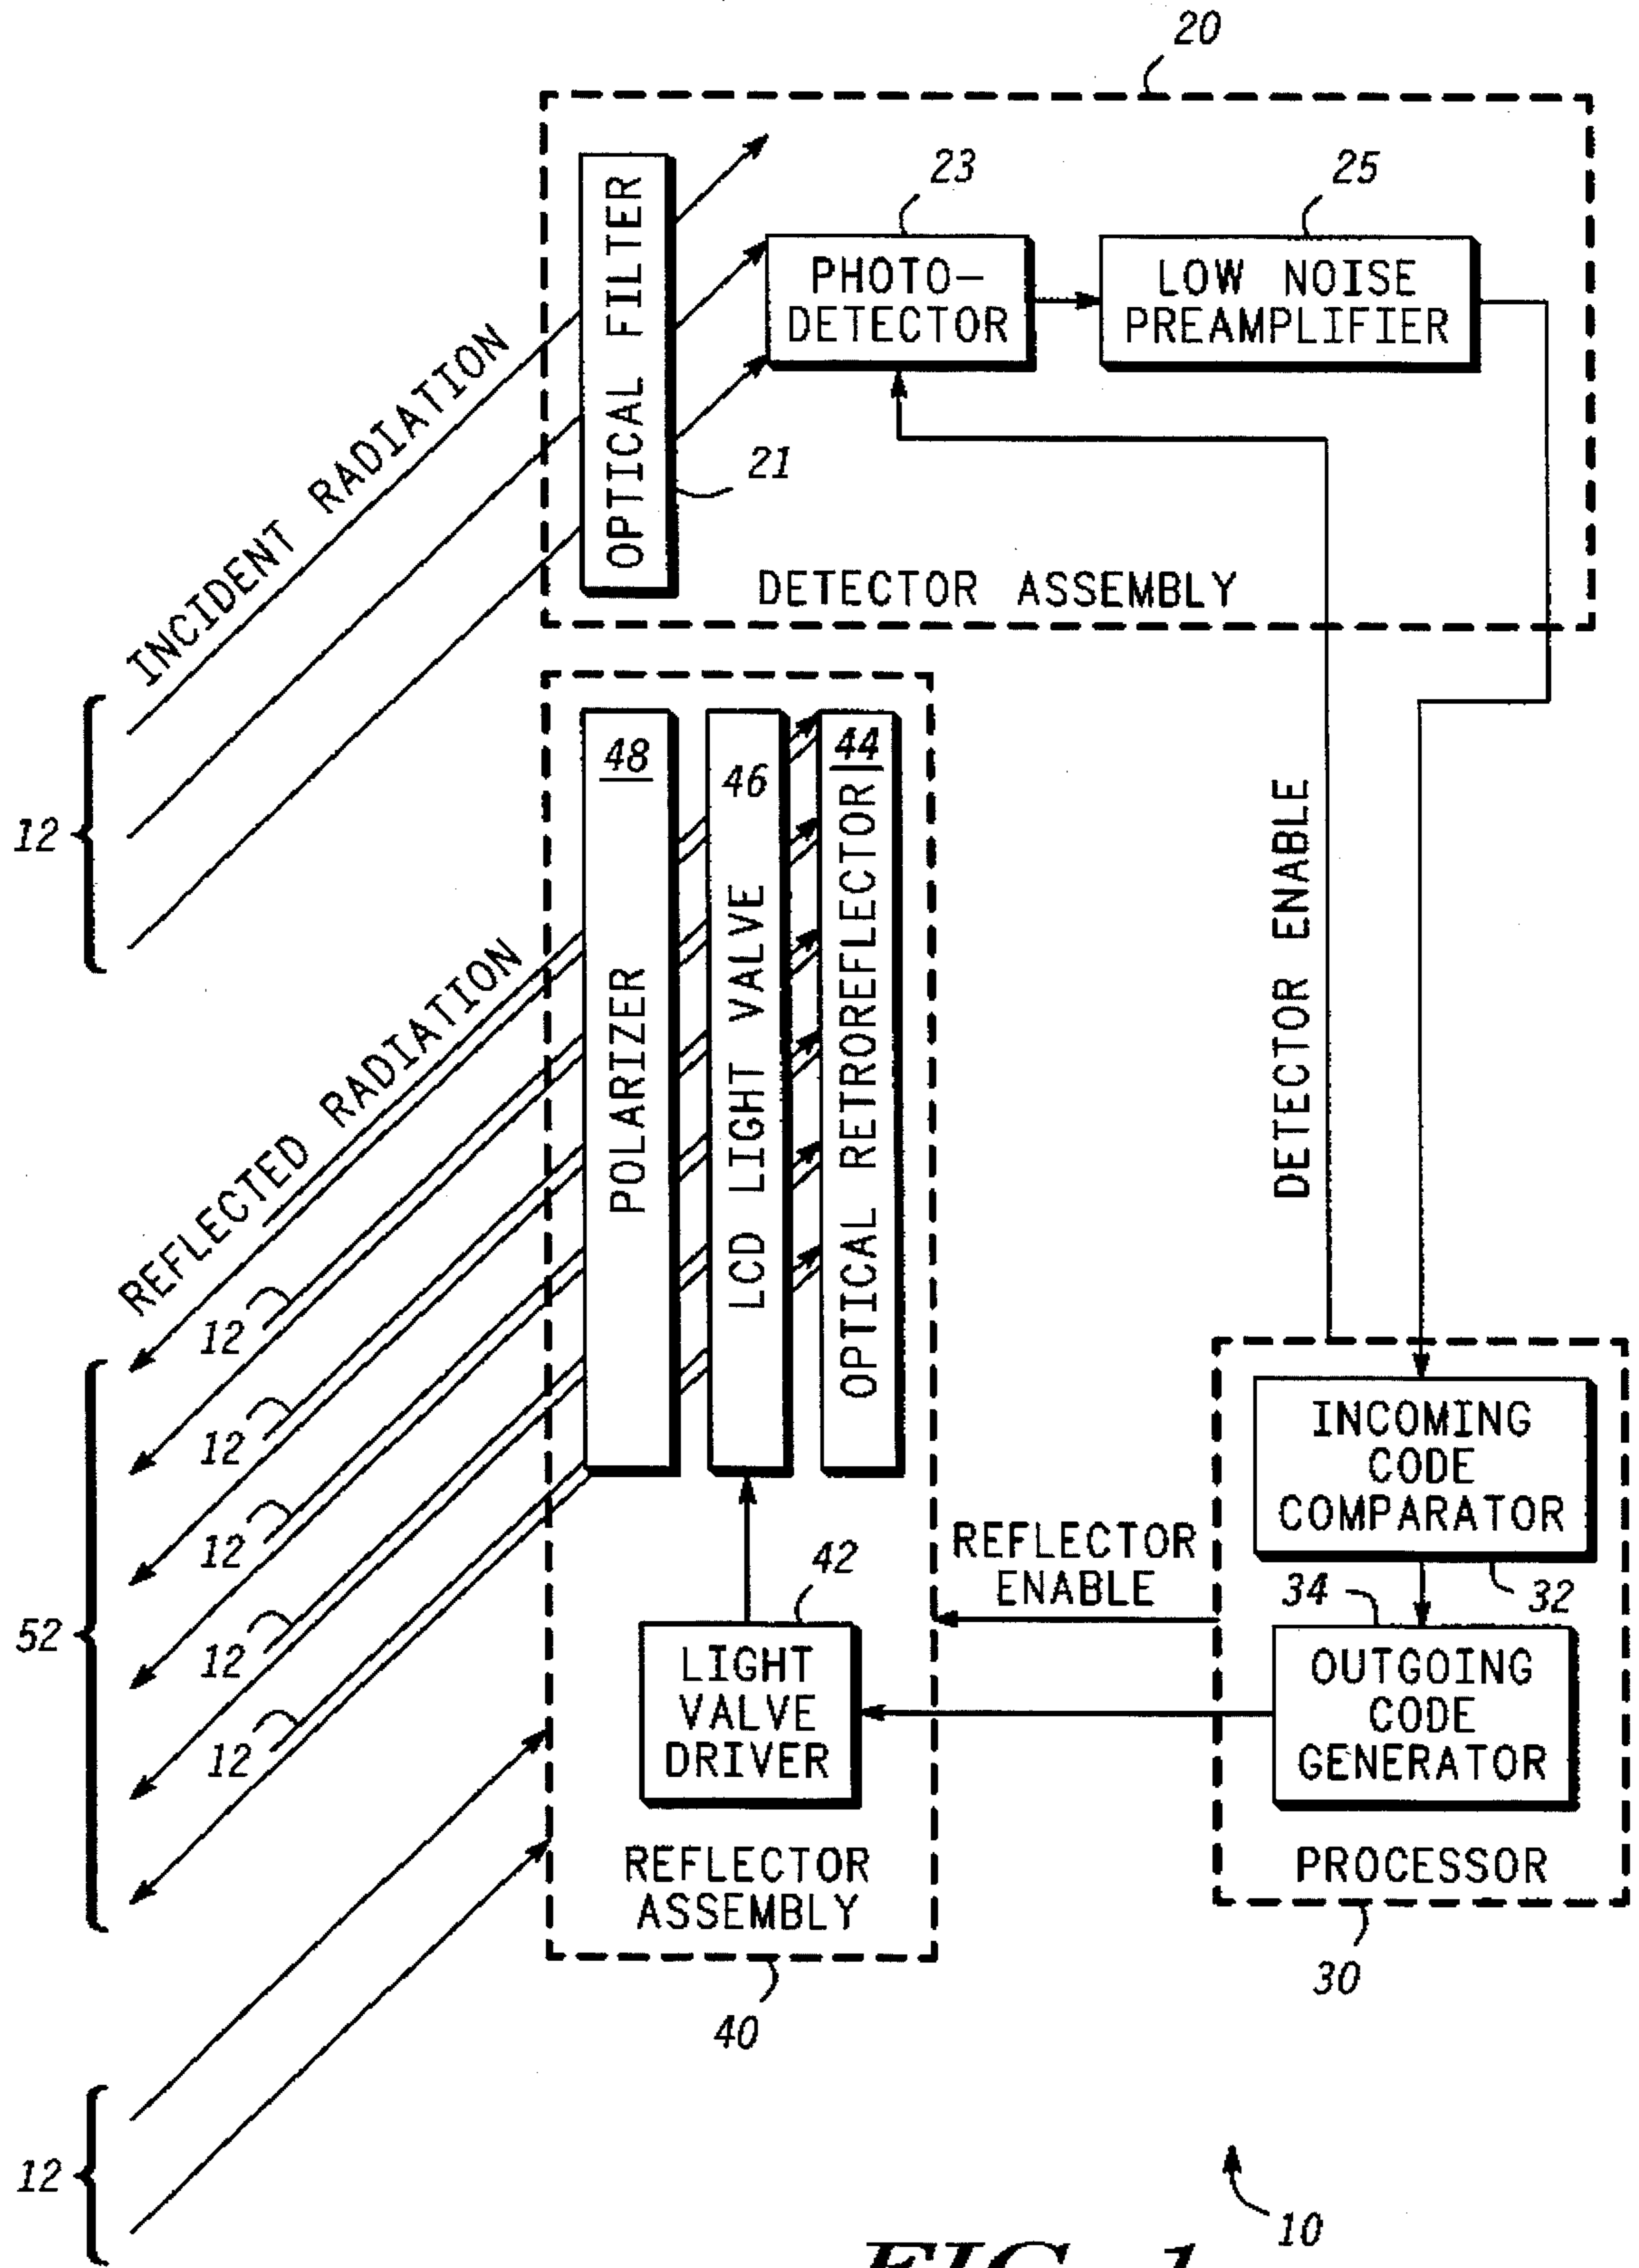 20
23
25
OPTICAL FILTER
PHOTO-
DETECTOR
LOW NOISE
PREAMPLIFIER
INCIDENT RADIATION
21
DETECTOR ASSEMBLY
12
48
46
44
POLARIZER
LCD LIGHT VALVE
OPTICAL RETROREFLECTOR
DETECTOR ENABLE
REFLECTED RADIATION
12
12
12
12
12
52
INCOMING
CODE
COMPARATOR
32
34
REFLECTOR
ENABLE
42
LIGHT
VALVE
DRIVER
OUTGOING
CODE
GENERATOR
REFLECTOR
ASSEMBLY
PROCESSOR
30
40
12
10
FIG. 1